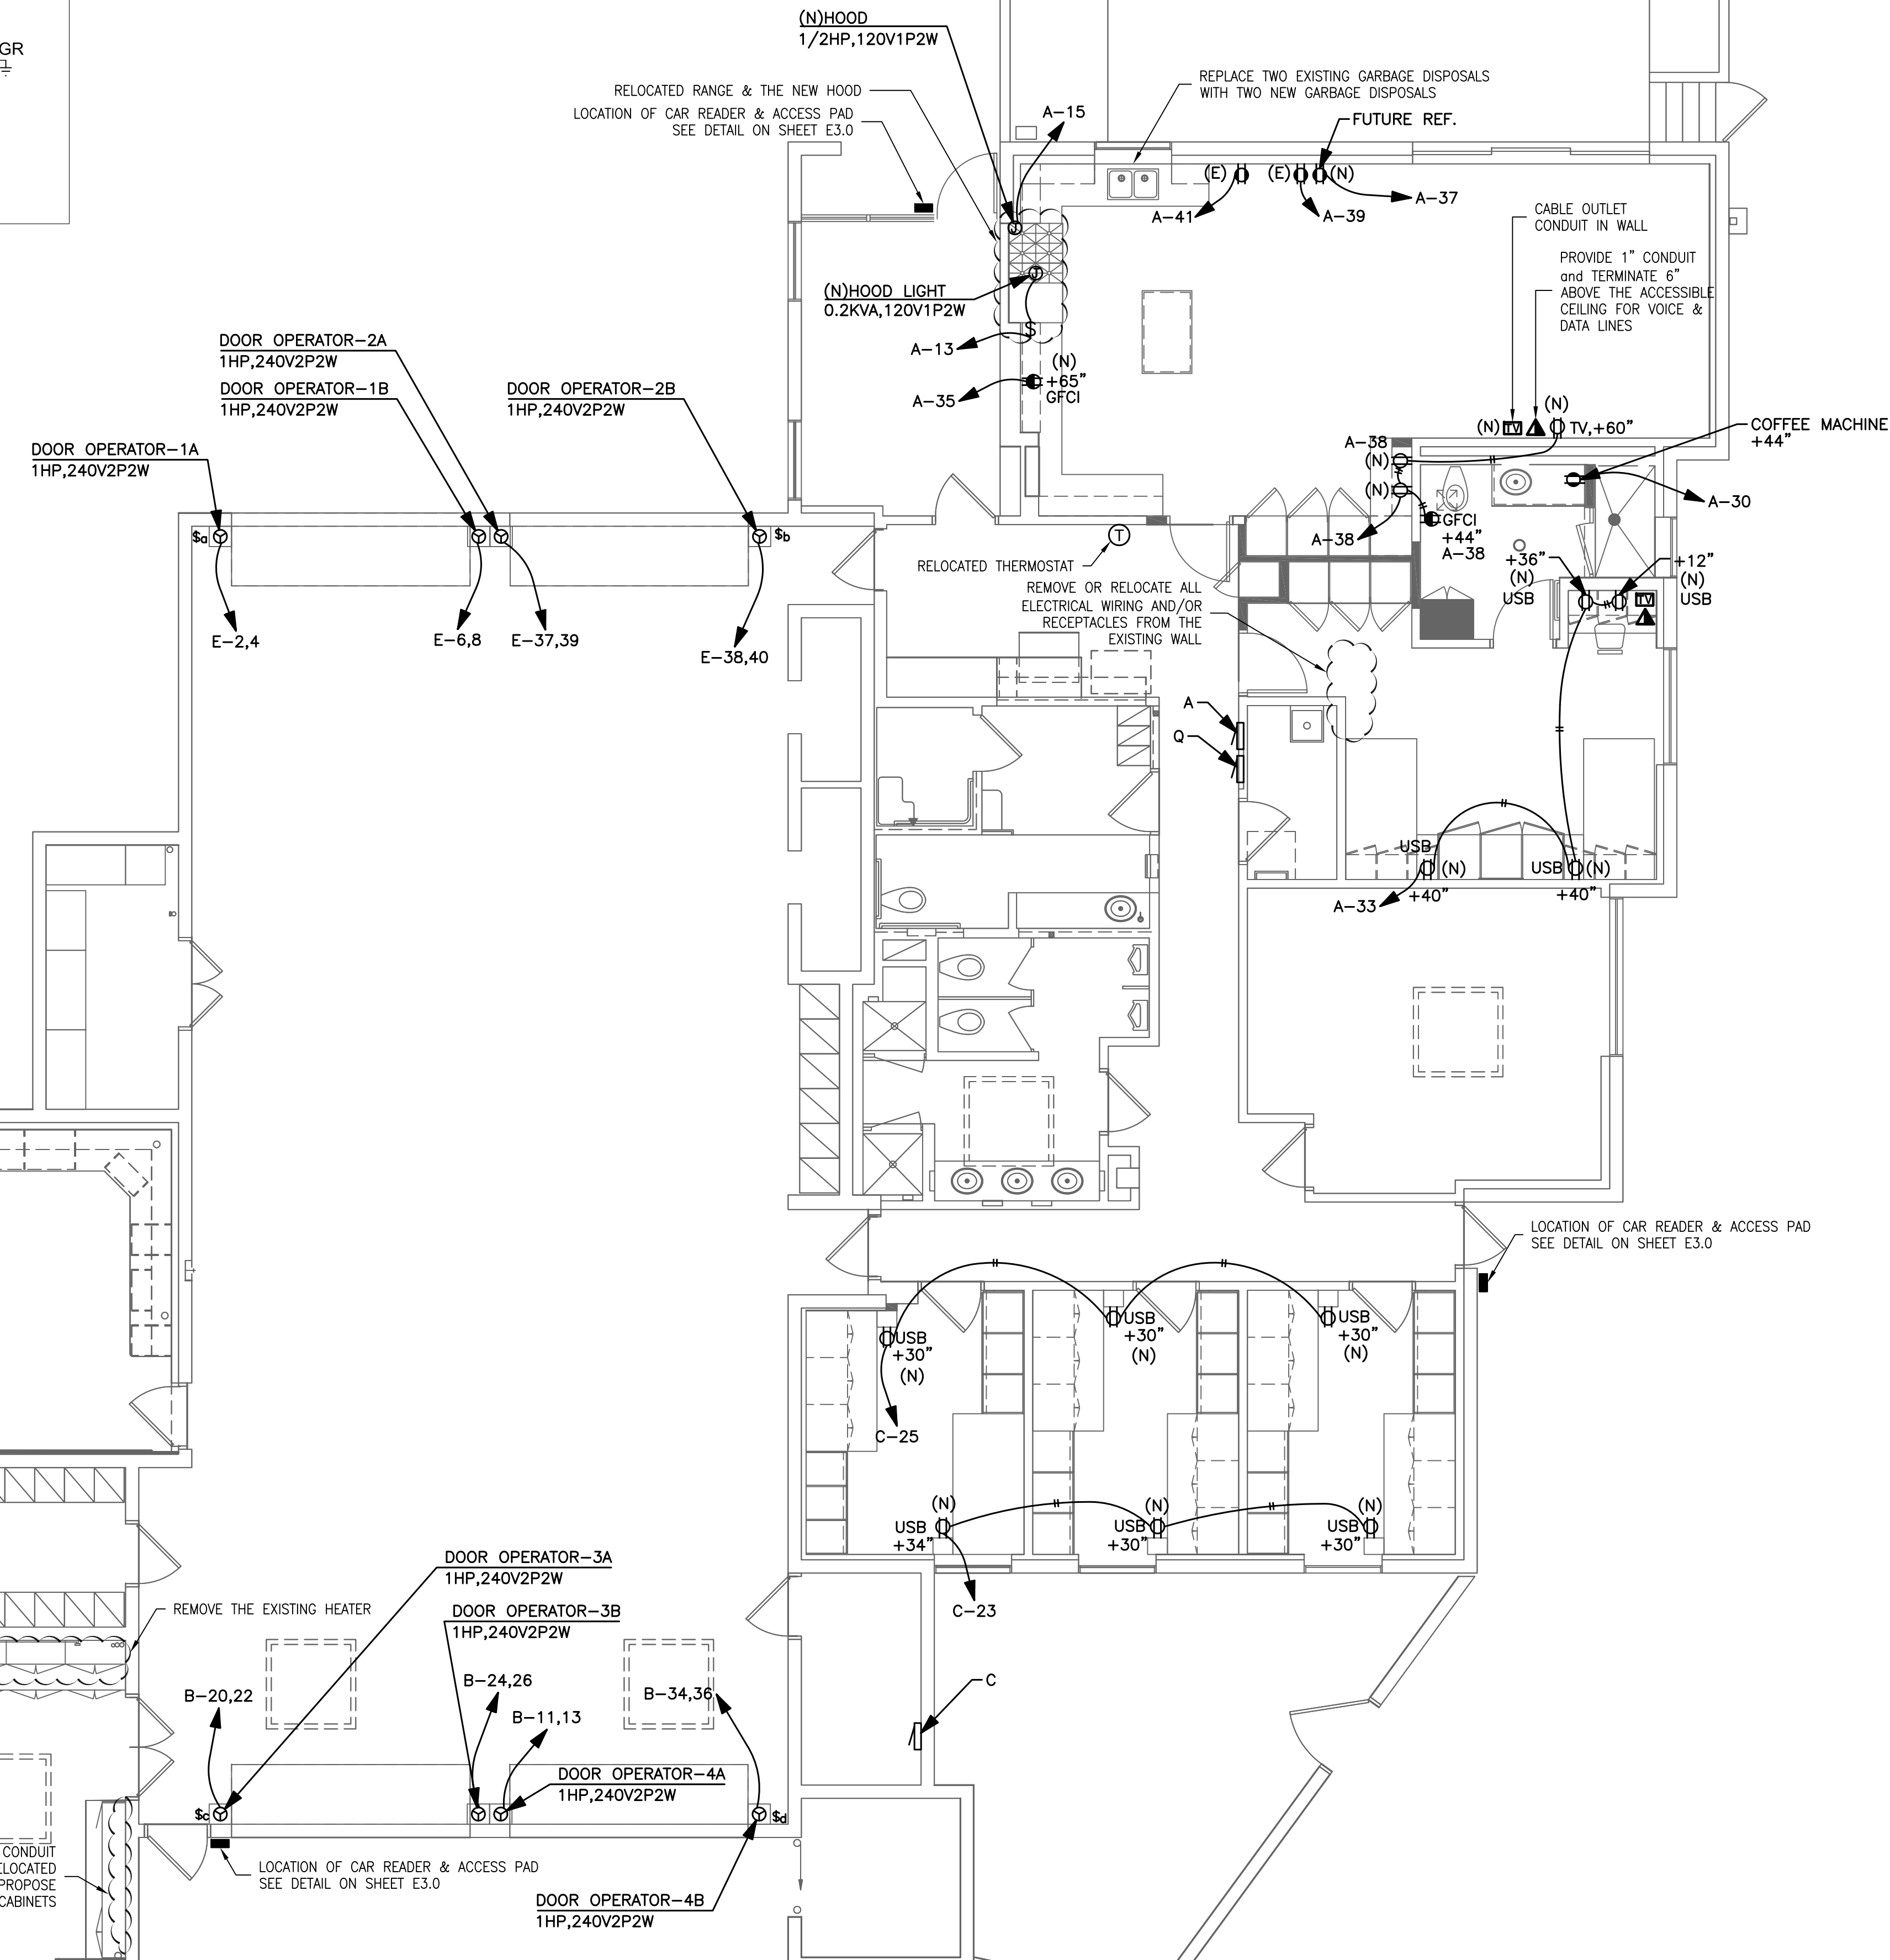 GR
(N)HOOD
1/2HP,120V1P2W
RELOCATED RANGE & THE NEW HOOD
LOCATION OF CAR READER & ACCESS PAD
SEE DETAIL ON SHEET E3.0
A-15
REPLACE TWO EXISTING GARBAGE DISPOSALS
WITH TWO NEW GARBAGE DISPOSALS
FUTURE REF.
(E)
(E)
(N)
A-41
A-39
A-37
CABLE OUTLET
CONDUIT IN WALL
PROVIDE 1" CONDUIT
and TERMINATE 6"
ABOVE THE ACCESSIBLE
CEILING FOR VOICE &
DATA LINES
J
J
(N)HOOD LIGHT
0.2KVA,120V1P2W
$
A-13
(N)
+65"
GFCI
A-35
(N)
(N) TV
TV,+60"
COFFEE MACHINE
+44"
A-38
(N)
(N)
A-30
GFCI
+44"
A-38
A-38
+36"
(N)
USB
+12"
(N)
USB
TV
DOOR OPERATOR-2A
1HP,240V2P2W
DOOR OPERATOR-1B
1HP,240V2P2W
DOOR OPERATOR-2B
1HP,240V2P2W
DOOR OPERATOR-1A
1HP,240V2P2W
$a
$b
E-2,4
E-6,8
E-37,39
E-38,40
T
RELOCATED THERMOSTAT
REMOVE OR RELOCATE ALL
ELECTRICAL WIRING AND/OR
RECEPTACLES FROM THE
EXISTING WALL
A
Q
USB
(N)
+40"
USB
(N)
+40"
A-33
LOCATION OF CAR READER & ACCESS PAD
SEE DETAIL ON SHEET E3.0
USB
+30"
(N)
USB
+30"
(N)
USB
+30"
(N)
C-25
(N)
USB
+34"
(N)
USB
+30"
(N)
USB
+30"
C-23
DOOR OPERATOR-3A
1HP,240V2P2W
REMOVE THE EXISTING HEATER
DOOR OPERATOR-3B
1HP,240V2P2W
B-20,22
B-24,26
B-34,36
B-11,13
C
DOOR OPERATOR-4A
1HP,240V2P2W
$c
$d
CONDUIT
ELOCATED
PROPOSE
CABINETS
LOCATION OF CAR READER & ACCESS PAD
SEE DETAIL ON SHEET E3.0
DOOR OPERATOR-4B
1HP,240V2P2W